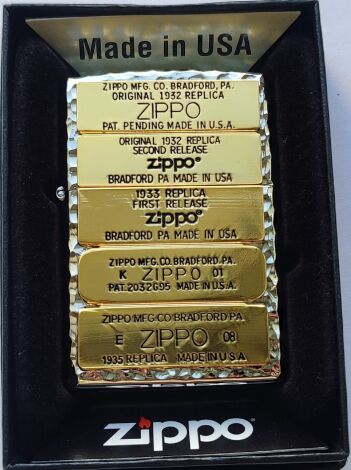 Made in USA
ZIPPO MFG. CO. BRADFORD, PA.
ORIGINAL 1932 REPLICA
ZIPPO
PAT. PENDING MADE IN U.S.A.
ORIGINAL 1932 REPLICA
SECOND RELEASE
zippo®
BRADFORD PA MADE IN USA
1933 REPLICA
FIRST RELEASE
zippo®
BRADFORD PA MADE IN USA
ZIPPO MFG. CO. BRADFORD. PA.
K ZIPPO 01
PAT. 2032695 MADE IN U.S.A.
ZIPPO MFG CO BRADFORD PA.
E ZIPPO 08
1935 REPLICA MADE IN U S A
zippo